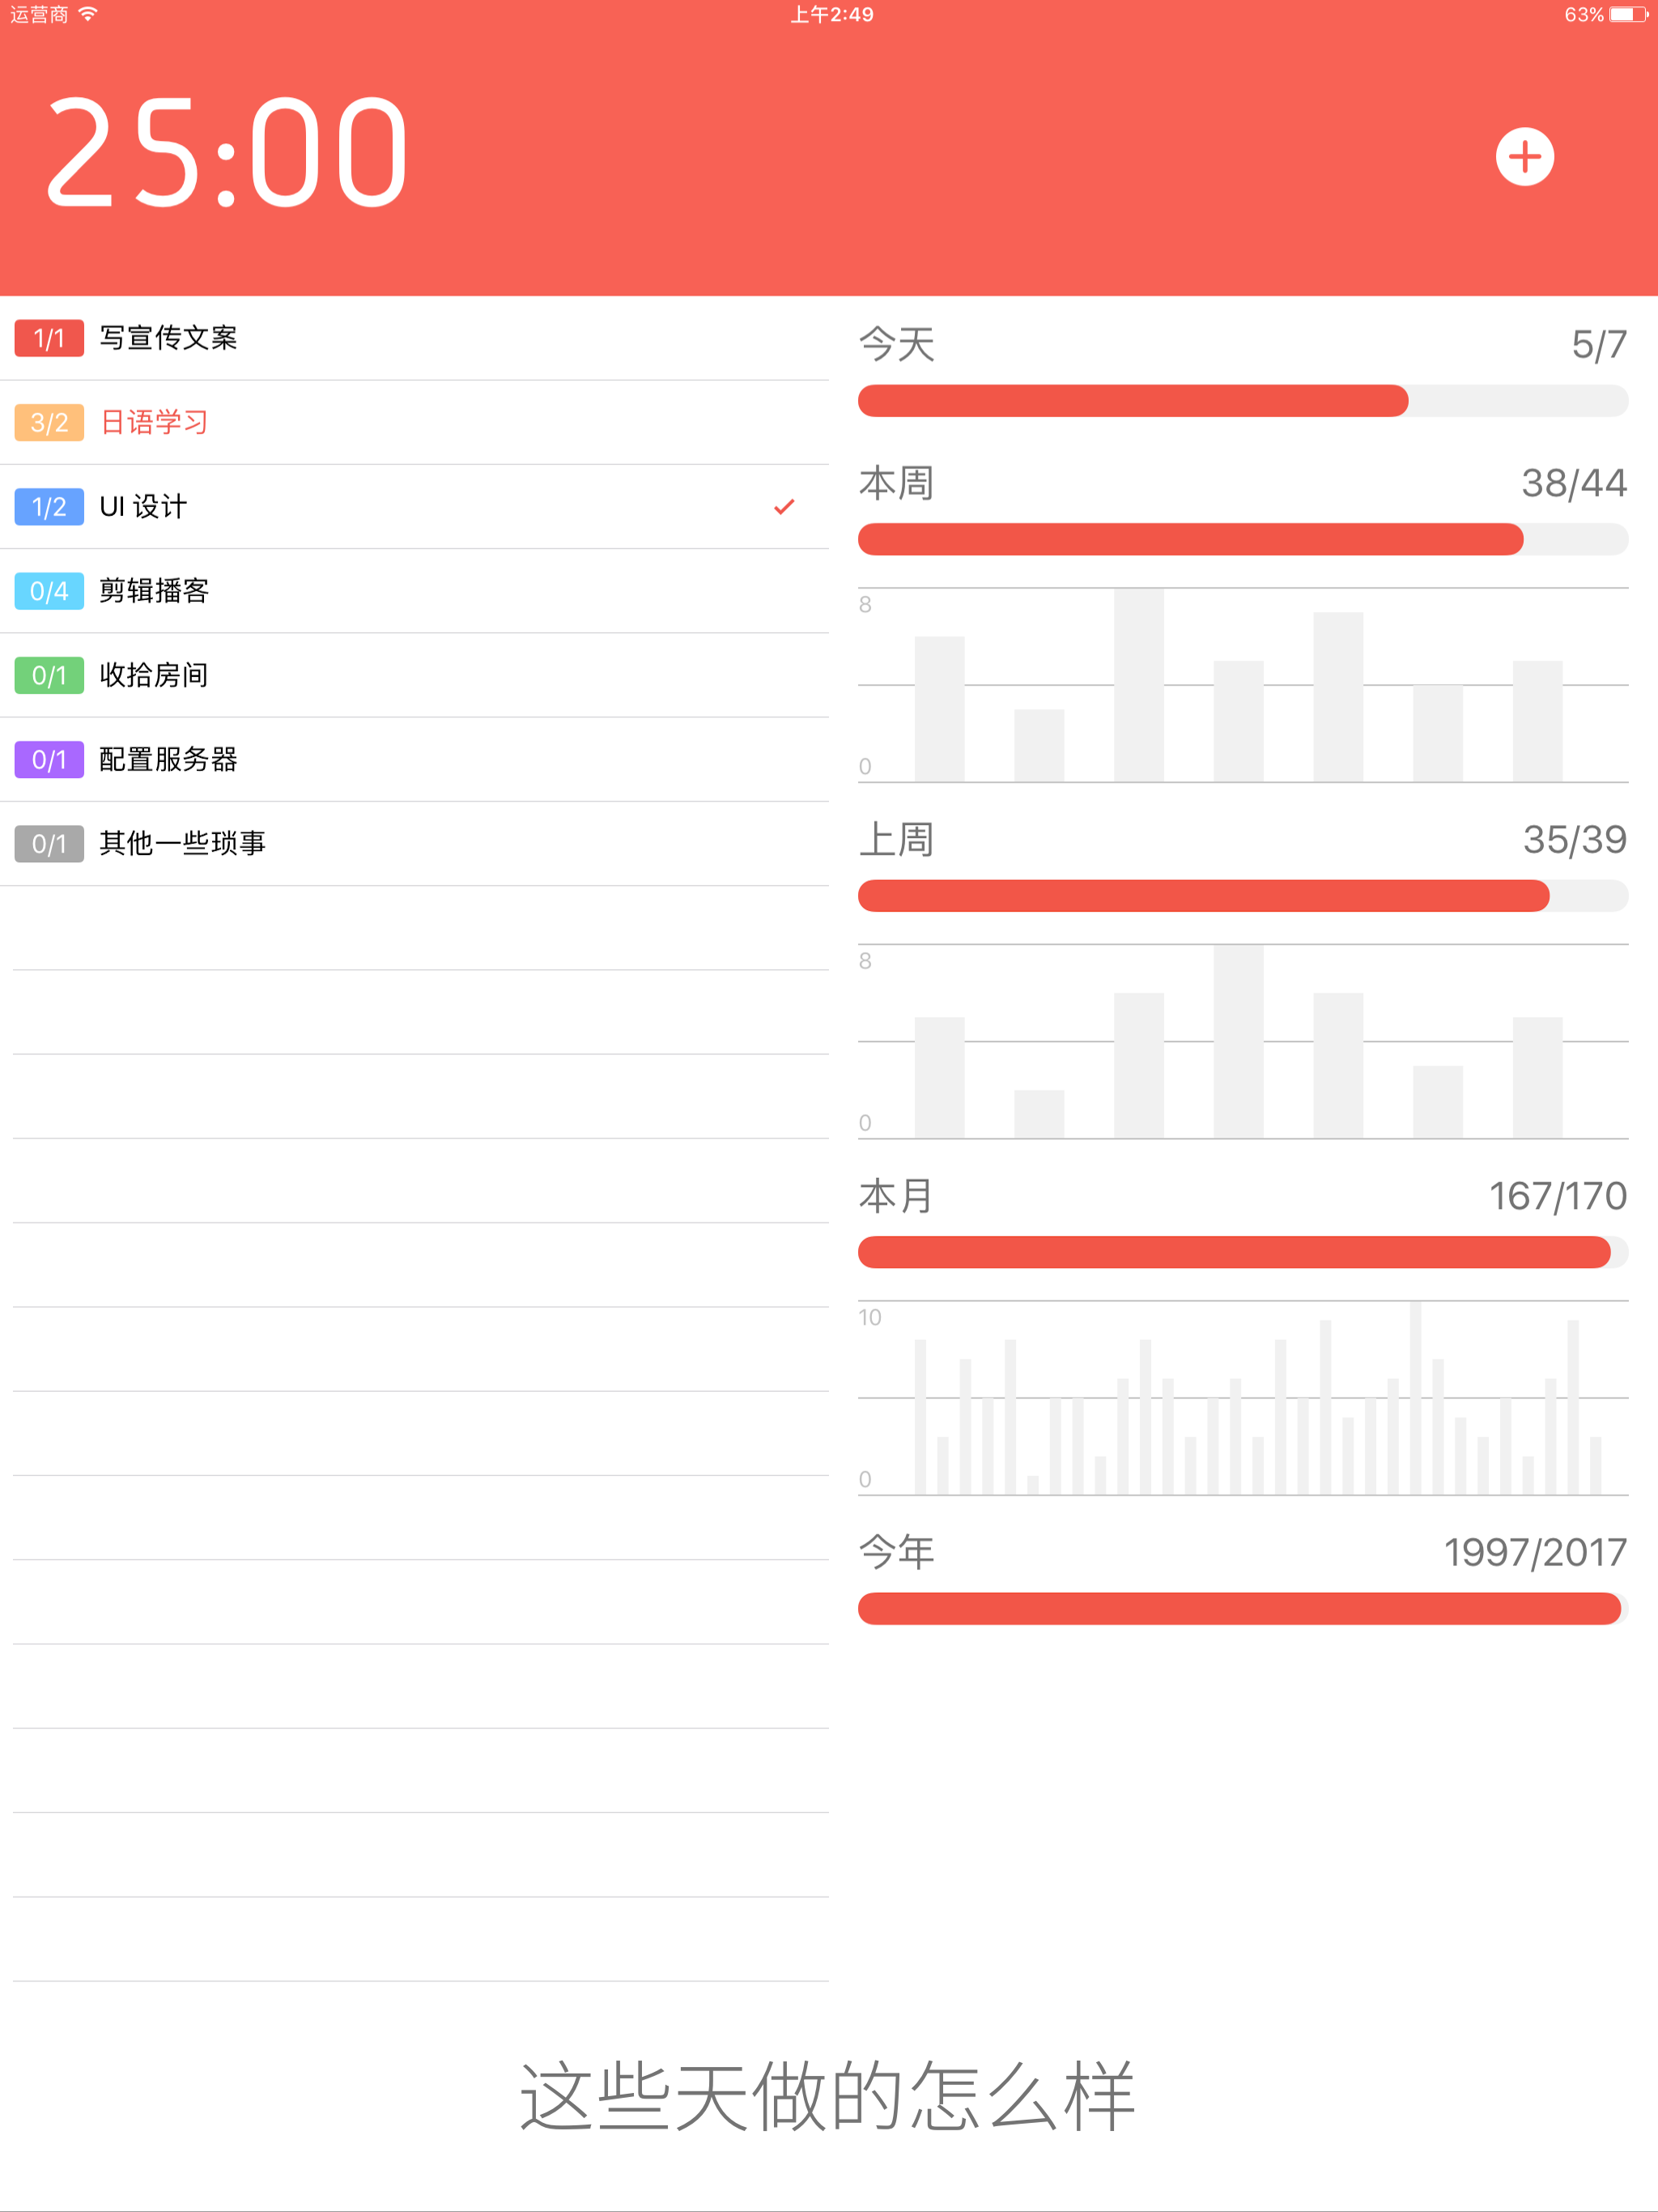 运营商 上午2:49 63%
25:00
1/1 写宣传文案
3/2 日语学习
1/2 UI 设计
0/4 剪辑播客
0/1 收拾房间
0/1 配置服务器
0/1 其他一些琐事
今天 5/7
本周 38/44
8
0
上周 35/39
8
0
本月 167/170
10
0
今年 1997/2017
这些天做的怎么样